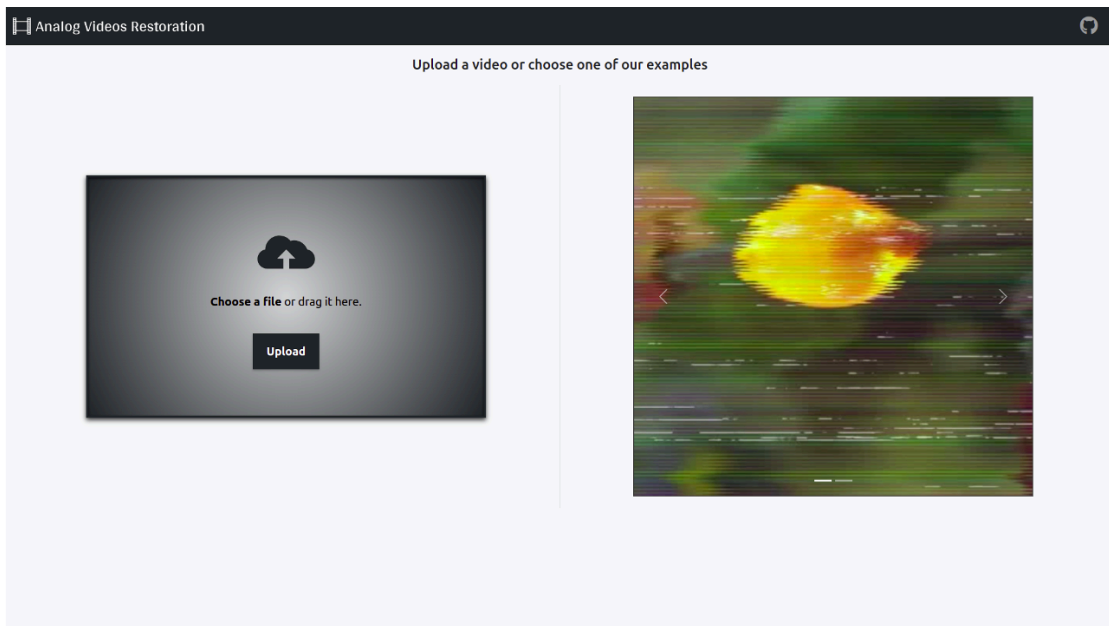 Analog Videos Restoration
Upload a video or choose one of our examples
Choose a file or drag it here.
Upload